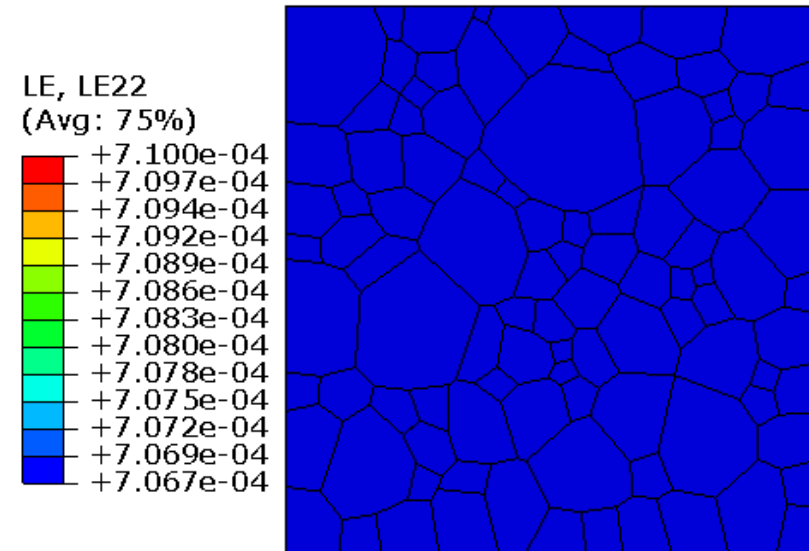 LE, LE22
(Avg: 75%)
+7.100e-04
+7.097e-04
+7.094e-04
+7.092e-04
+7.089e-04
+7.086e-04
+7.083e-04
+7.080e-04
+7.078e-04
+7.075e-04
+7.072e-04
+7.069e-04
+7.067e-04